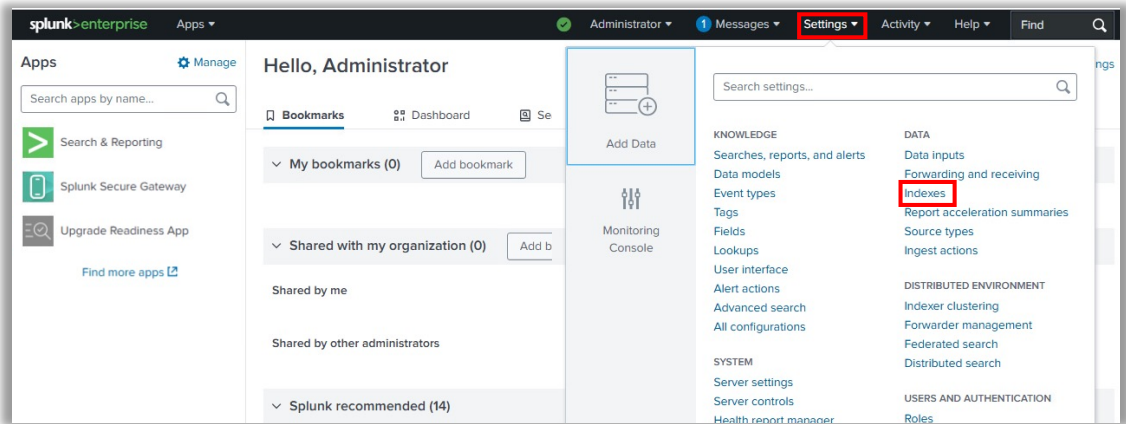 splunk>enterprise Apps ▾ Administrator ▾ 1 Messages ▾ Settings ▾ Activity ▾ Help ▾ Find
Apps Manage
Search apps by name...
Search & Reporting
Splunk Secure Gateway
Upgrade Readiness App
Find more apps
Hello, Administrator
Bookmarks Dashboard Se
My bookmarks (0) Add bookmark
Shared with my organization (0) Add b
Shared by me
Shared by other administrators
Splunk recommended (14)
Add Data
Monitoring
Console
ngs
Search settings...
KNOWLEDGE
Searches, reports, and alerts
Data models
Event types
Tags
Fields
Lookups
User interface
Alert actions
Advanced search
All configurations
SYSTEM
Server settings
Server controls
Health report manager
DATA
Data inputs
Forwarding and receiving
Indexes
Report acceleration summaries
Source types
Ingest actions
DISTRIBUTED ENVIRONMENT
Indexer clustering
Forwarder management
Federated search
Distributed search
USERS AND AUTHENTICATION
Roles